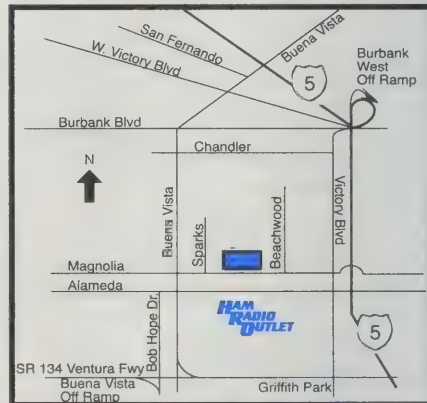 San Fernando
Buena Vista
W. Victory Blvd
5
Burbank
West
Off Ramp
Burbank Blvd
Chandler
N
Buena Vista
Sparks
Beachwood
Victory Blvd
Magnolia
Alameda
Bob Hope Dr.
HAM
RADIO
OUTLET
5
SR 134 Ventura Fwy
Buena Vista
Off Ramp
Griffith Park